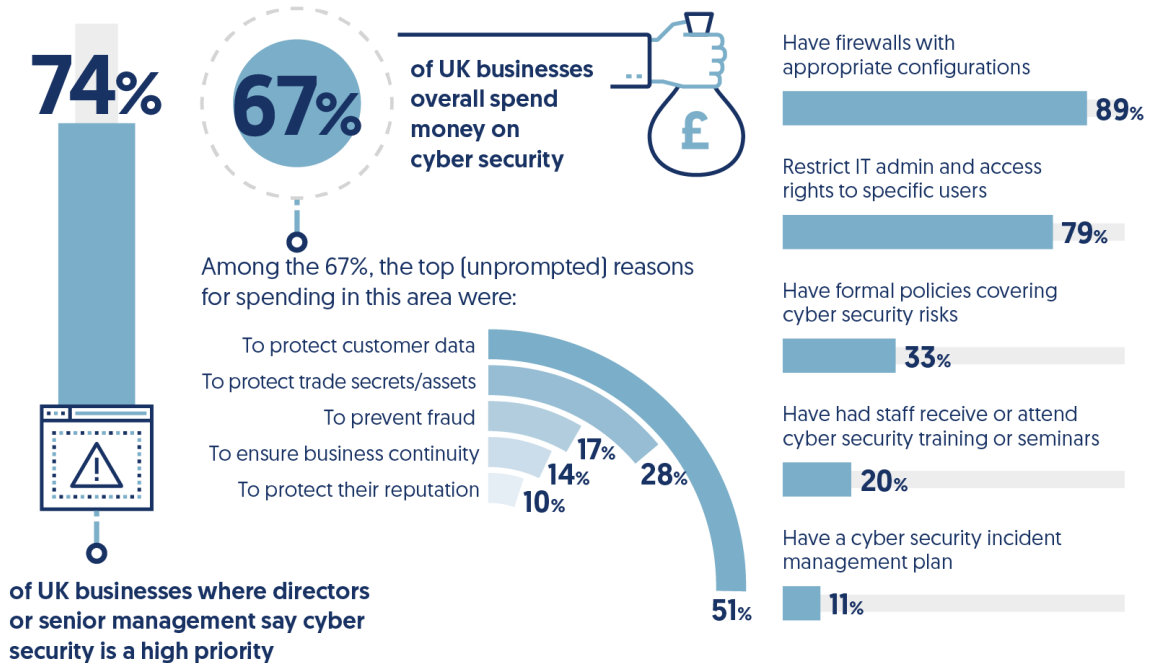 74%
of UK businesses where directors
or senior management say cyber
security is a high priority
67%
of UK businesses
overall spend
money on
cyber security
£
Among the 67%, the top (unprompted) reasons
for spending in this area were:
To protect customer data
51%
To protect trade secrets/assets
28%
To prevent fraud
17%
To ensure business continuity
14%
To protect their reputation
10%
Have firewalls with
appropriate configurations
89%
Restrict IT admin and access
rights to specific users
79%
Have formal policies covering
cyber security risks
33%
Have had staff receive or attend
cyber security training or seminars
20%
Have a cyber security incident
management plan
11%